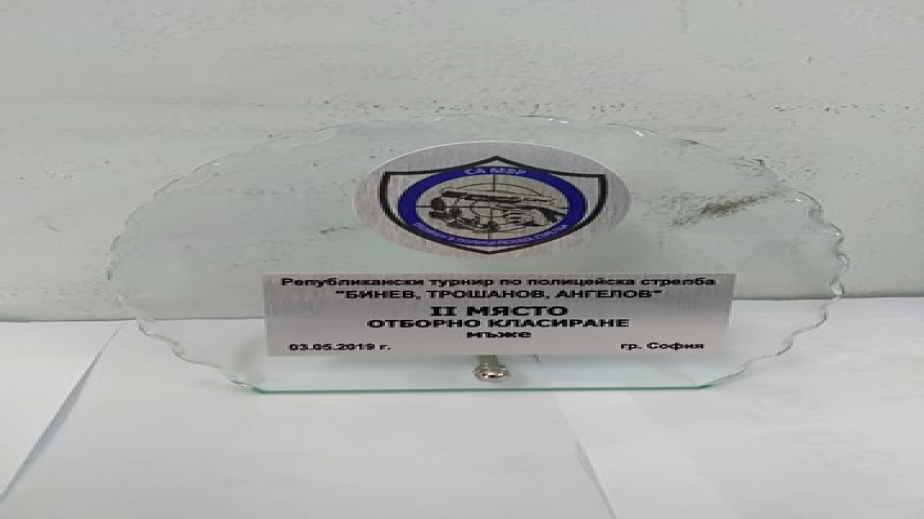 СА МВР
Републикански турнир по полицейска стрелба
"БИНЕВ, ТРОШАНОВ, АНГЕЛОВ"
II МЯСТО
ОТБОРНО КЛАСИРАНЕ
мъже
03.05.2019 г. гр. София